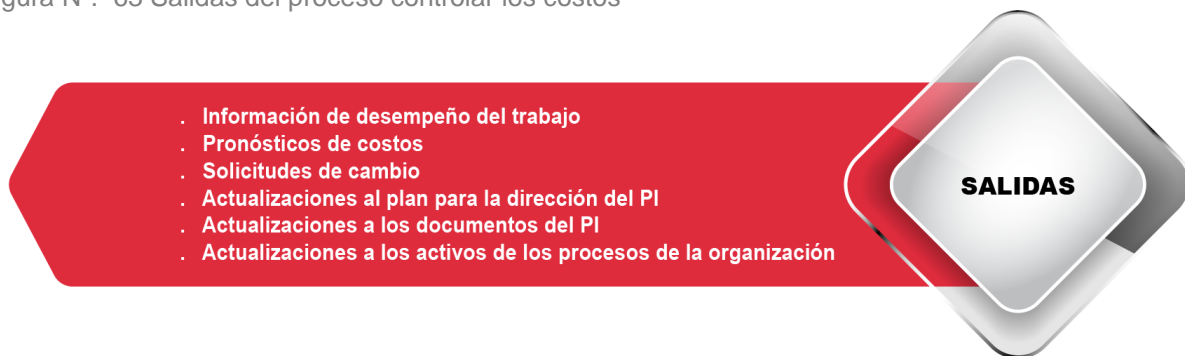 gura N°. 63 Salidas del proceso controlar los costos
. Información de desempeño del trabajo
. Pronósticos de costos
. Solicitudes de cambio
. Actualizaciones al plan para la dirección del PI
. Actualizaciones a los documentos del PI
. Actualizaciones a los activos de los procesos de la organización
SALIDAS